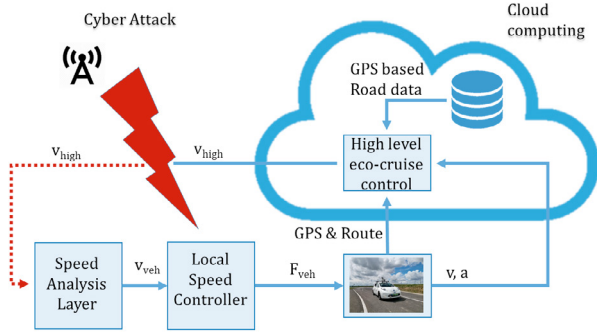 Cyber Attack
Cloud
computing
GPS based
Road data
A
High level
eco-cruise
control
v_high
v_high
GPS & Route
Speed
Analysis
Layer
v_veh
Local
Speed
Controller
F_veh
v, a